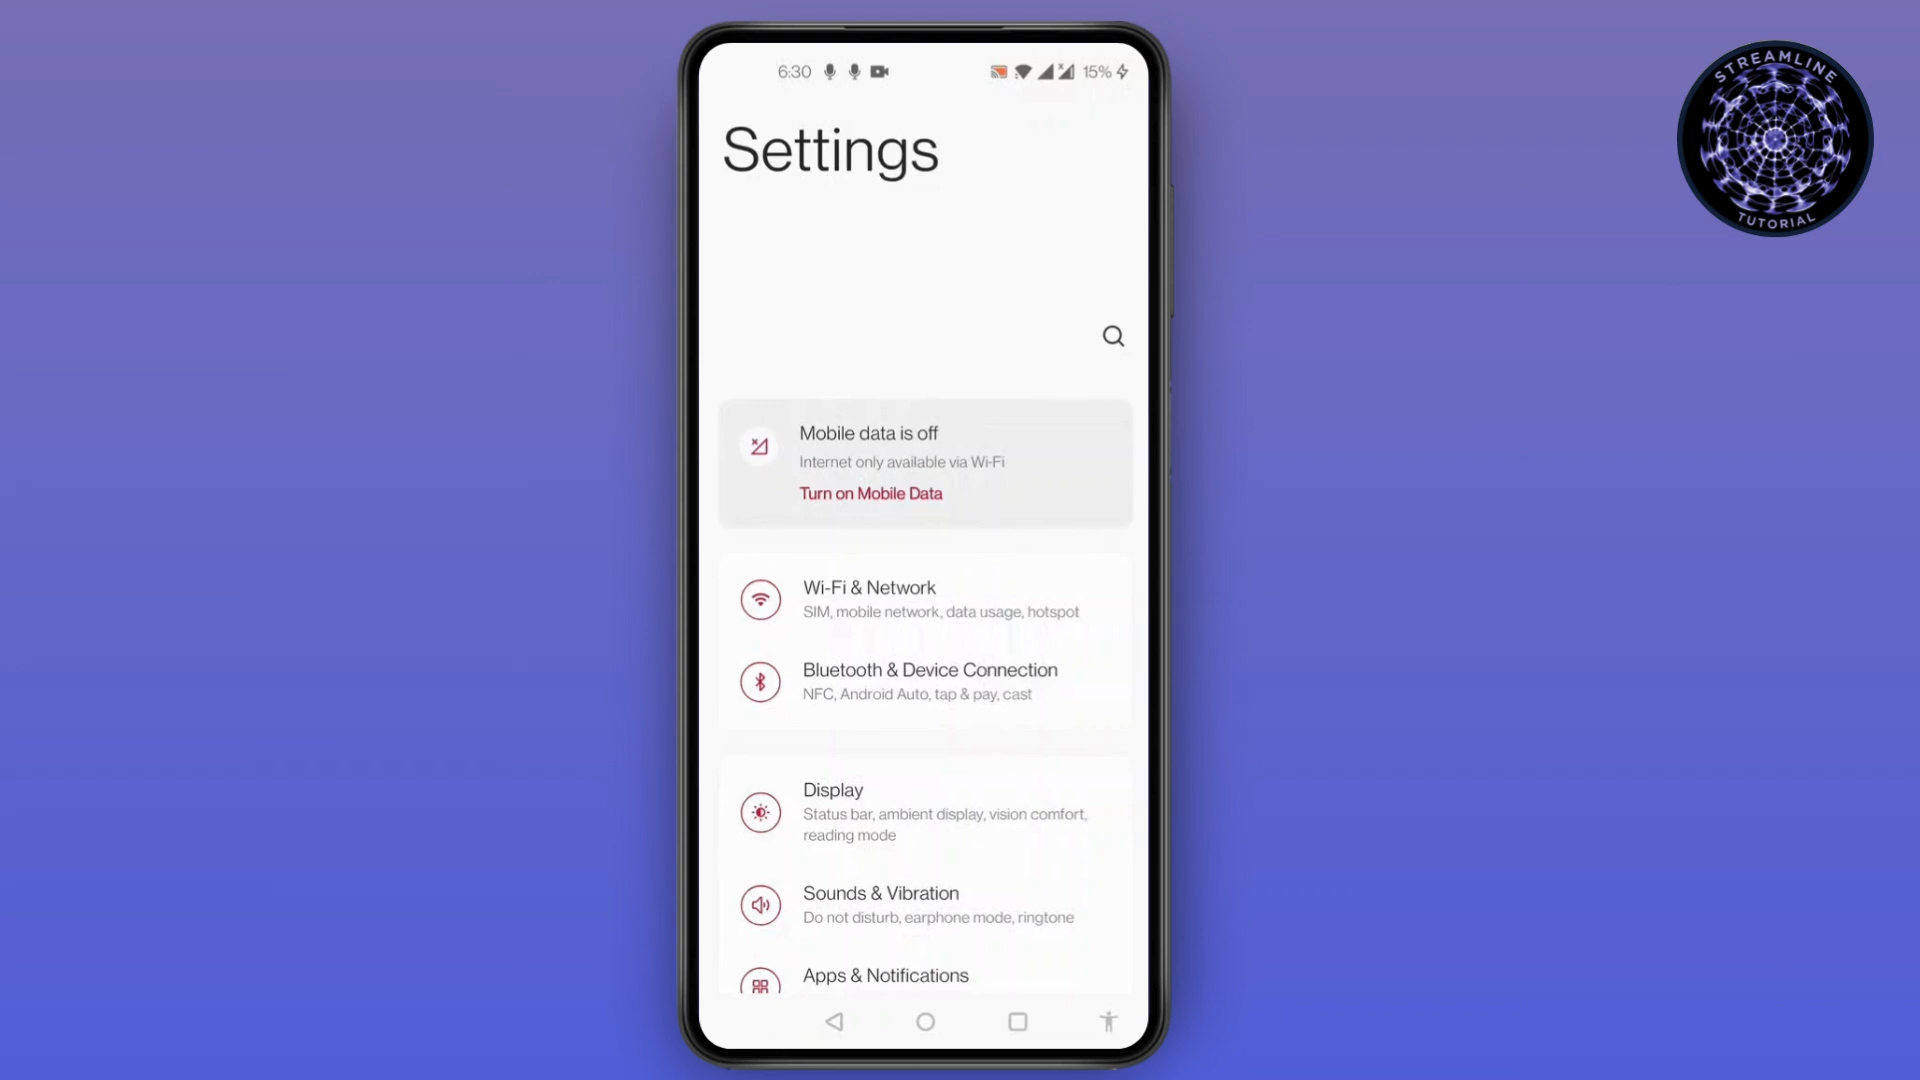 6:30
15%
Settings
Mobile data is off
Internet only available via Wi-Fi
Turn on Mobile Data
Wi-Fi & Network
SIM, mobile network, data usage, hotspot
Bluetooth & Device Connection
NFC, Android Auto, tap & pay, cast
Display
Status bar, ambient display, vision comfort,
reading mode
Sounds & Vibration
Do not disturb, earphone mode, ringtone
Apps & Notifications
STREAMLINE
TUTORIAL